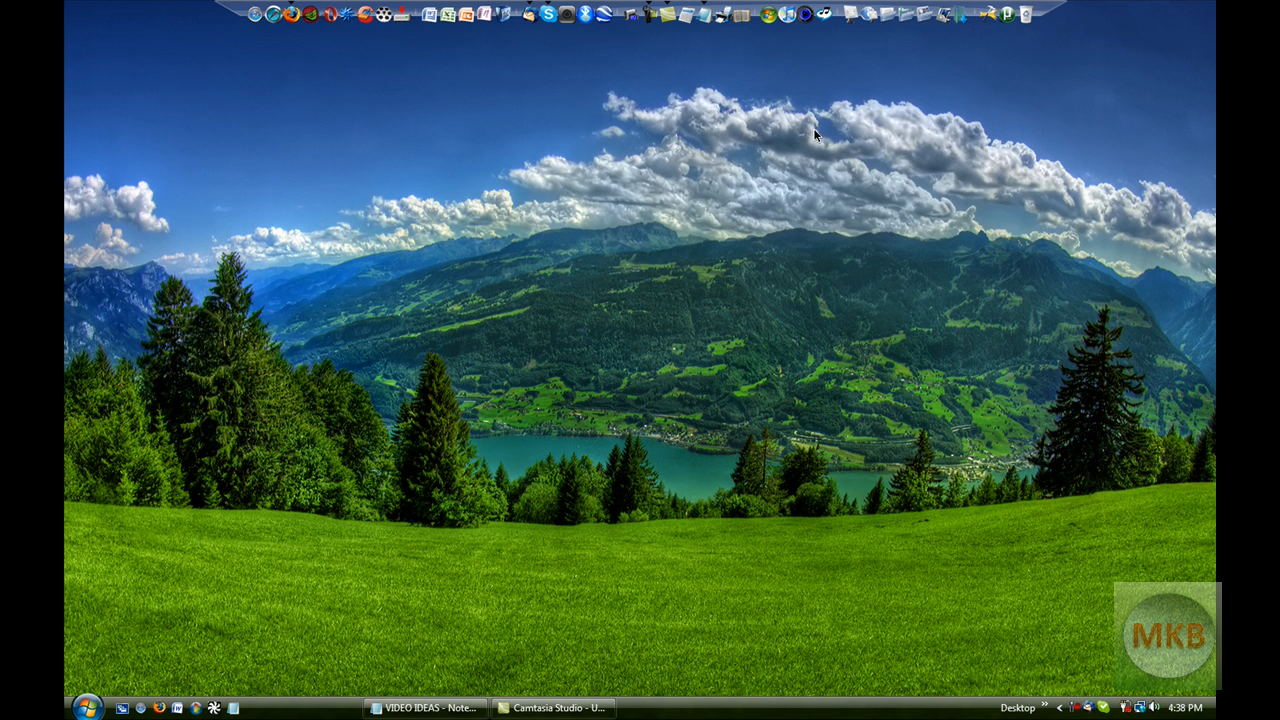 MKB
VIDEO IDEAS - Note...
Camtasia Studio - U...
Desktop
4:38 PM